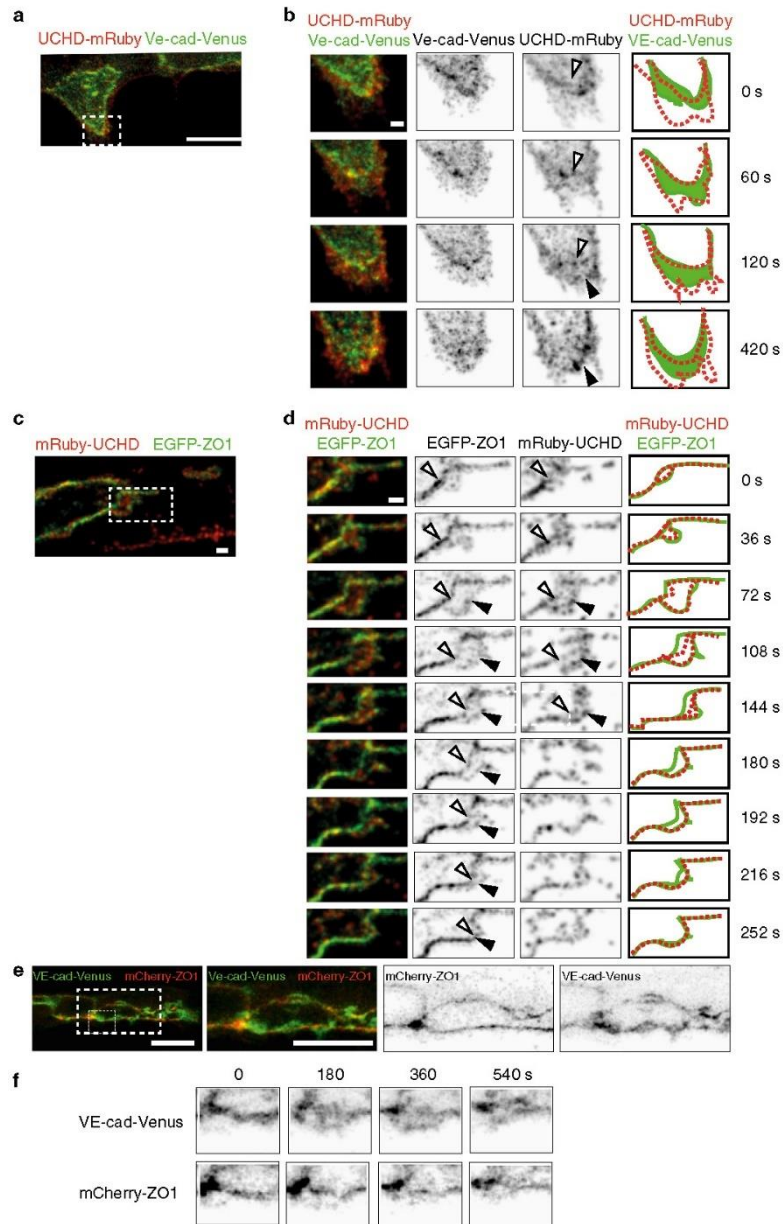 a
UCHD-mRuby Ve-cad-Venus
b
UCHD-mRuby
Ve-cad-Venus
Ve-cad-Venus
UCHD-mRuby
UCHD-mRuby
VE-cad-Venus
0 s
60 s
120 s
420 s
c
mRuby-UCHD EGFP-ZO1
d
mRuby-UCHD
EGFP-ZO1
EGFP-ZO1
mRuby-UCHD
mRuby-UCHD
EGFP-ZO1
0 s
36 s
72 s
108 s
144 s
180 s
192 s
216 s
252 s
e
VE-cad-Venus mCherry-ZO1
Ve-cad-Venus mCherry-ZO1
mCherry-ZO1
VE-cad-Venus
f
0 180 360 540 s
VE-cad-Venus
mCherry-ZO1